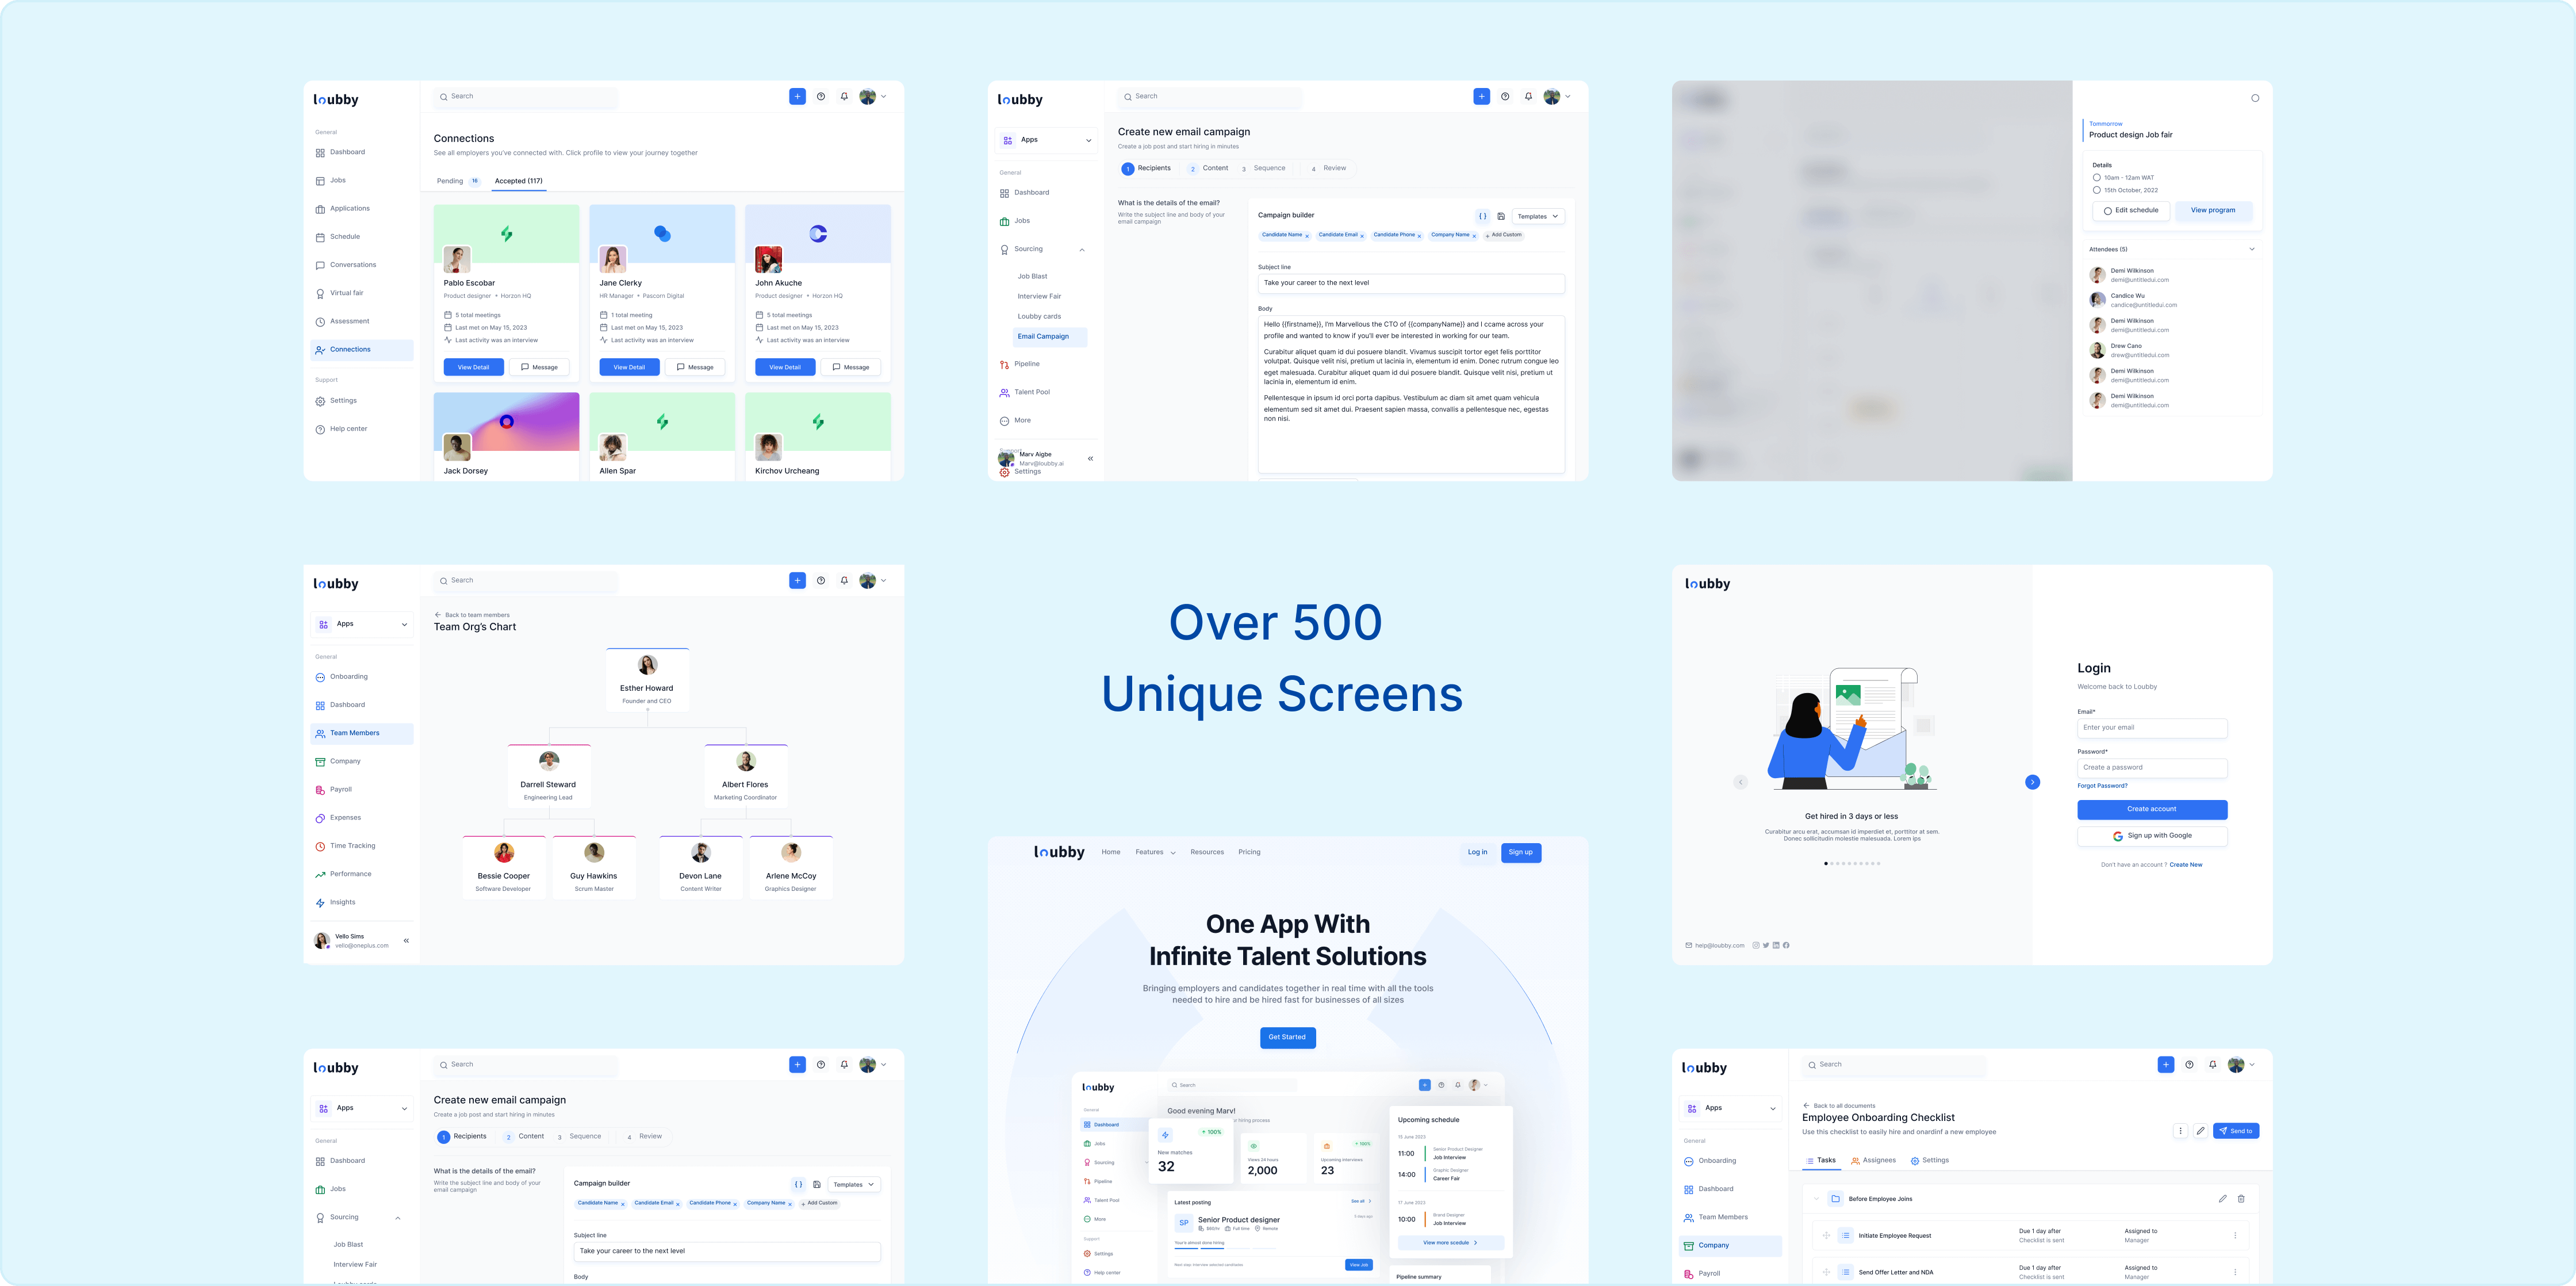 loubby
Search
General
Dashboard
Jobs
Applications
Schedule
Conversations
Virtual fair
Assessment
Connections
Support
Settings
Help center
Connections
See all employers you've connected with. Click profile to view your journey together
Pending 16 Accepted (117)
Pablo Escobar
Product designer • Horzon HQ
5 total meetings
Last met on May 15, 2023
Last activity was an interview
View Detail Message
Jane Clerky
HR Manager • Pascorn Digital
1 total meeting
Last met on May 15, 2023
Last activity was an interview
View Detail Message
John Akuche
Product designer • Horzon HQ
5 total meetings
Last met on May 15, 2023
Last activity was an interview
View Detail Message
Jack Dorsey
Allen Spar
Kirchov Urcheang
loubby
Search
Apps
General
Dashboard
Jobs
Sourcing
Job Blast
Interview Fair
Loubby cards
Email Campaign
Pipeline
Talent Pool
More
Marv Aigbe
Marv@loubby.ai
Settings
Create new email campaign
Create a job post and start hiring in minutes
1 Recipients 2 Content 3 Sequence 4 Review
What is the details of the email?
Write the subject line and body of your
email campaign
Campaign builder
{ } Templates
Candidate Name x Candidate Email x Candidate Phone x Company Name x + Add Custom
Subject line
Take your career to the next level
Body
Hello {{firstname}}, I'm Marvellous the CTO of {{companyName}} and I ccame across your
profile and wanted to know if you'll ever be interested in working for our team.
Curabitur aliquet quam id dui posuere blandit. Vivamus suscipit tortor eget felis porttitor
volutpat. Quisque velit nisi, pretium ut lacinia in, elementum id enim. Donec rutrum congue leo
eget malesuada. Curabitur aliquet quam id dui posuere blandit. Quisque velit nisi, pretium ut
lacinia in, elementum id enim.
Pellentesque in ipsum id orci porta dapibus. Vestibulum ac diam sit amet quam vehicula
elementum sed sit amet dui. Praesent sapien massa, convallis a pellentesque nec, egestas
non nisi.
Tommorrow
Product design Job fair
Details
10am - 12am WAT
15th October, 2022
Edit schedule View program
Attendees (5)
Demi Wilkinson
demi@untitledui.com
Candice Wu
candice@untitledui.com
Demi Wilkinson
demi@untitledui.com
Drew Cano
drew@untitledui.com
Demi Wilkinson
demi@untitledui.com
Demi Wilkinson
demi@untitledui.com
loubby
Search
Apps
General
Onboarding
Dashboard
Team Members
Company
Payroll
Expenses
Time Tracking
Performance
Insights
Vello Sims
vello@oneplus.com
Back to team members
Team Org's Chart
Esther Howard
Founder and CEO
Darrell Steward
Engineering Lead
Albert Flores
Marketing Coordinator
Bessie Cooper
Software Developer
Guy Hawkins
Scrum Master
Devon Lane
Content Writer
Arlene McCoy
Graphics Designer
Over 500
Unique Screens
loubby
Get hired in 3 days or less
Curabitur arcu erat, accumsan id imperdiet et, porttitor at sem.
Donec sollicitudin molestie malesuada. Lorem ips
help@loubby.com
Login
Welcome back to Loubby
Email*
Enter your email
Password*
Create a password
Forgot Password?
Create account
Sign up with Google
Don't have an account ? Create New
loubby Home Features Resources Pricing Log in Sign up
One App With
Infinite Talent Solutions
Bringing employers and candidates together in real time with all the tools
needed to hire and be hired fast for businesses of all sizes
Get Started
loubby
Search
General
Dashboard
Jobs
Sourcing
Pipeline
Talent Pool
More
Support
Settings
Help center
Good evening Marv!
hiring process
+ 100%
New matches
32
Views 24 hours
2,000
+ 100%
Upcoming interviews
23
Latest posting See all
5 days ago
SP Senior Product designer
Full time Remote
You're almost done hiring
View Job
Upcoming schedule
15 June 2023
11:00 Senior Product Designer
Job Interview
14:00 Graphic Designer
Career Fair
17 June 2023
10:00 Brand Designer
Job Interview
View more scedule
Pipeline summary
loubby
Search
Apps
General
Dashboard
Jobs
Sourcing
Job Blast
Interview Fair
Create new email campaign
Create a job post and start hiring in minutes
1 Recipients 2 Content 3 Sequence 4 Review
What is the details of the email?
Write the subject line and body of your
email campaign
Campaign builder
{ } Templates
Candidate Name x Candidate Email x Candidate Phone x Company Name x + Add Custom
Subject line
Take your career to the next level
Body
loubby
Search
Apps
General
Onboarding
Dashboard
Team Members
Company
Payroll
Back to all documents
Employee Onboarding Checklist
Use this checklist to easily hire and onardinf a new employee
Send to
Tasks Assignees Settings
Before Employee Joins
Initiate Employee Request
Due 1 day after
Checklist is sent
Assigned to
Manager
Send Offer Letter and NDA
Due 1 day after
Checklist is sent
Assigned to
Manager